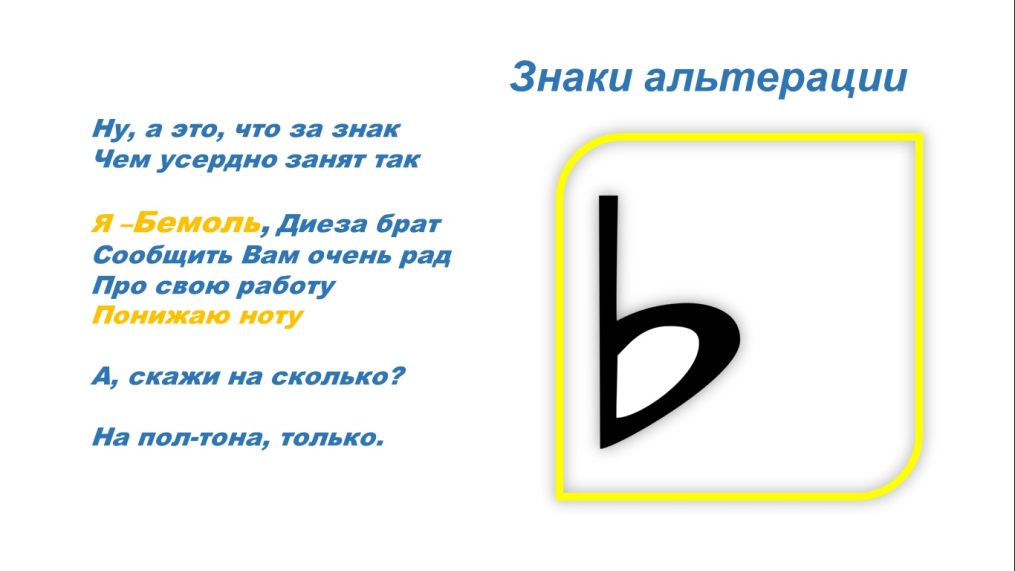 Знаки альтерации
Ну, а это, что за знак
Чем усердно занят так
Я –Бемоль, Диеза брат
Сообщить Вам очень рад
Про свою работу
Понижаю ноту
А, скажи на сколько?
На пол-тона, только.